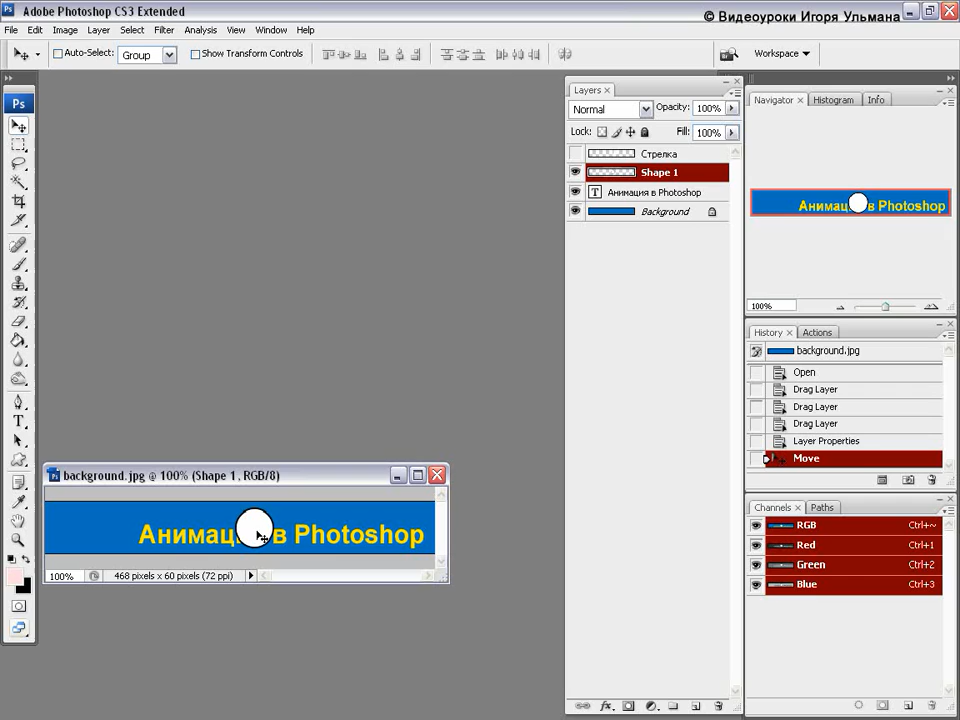 Adobe Photoshop CS3 Extended
© Видеоуроки Игоря Ульмана
File Edit Image Layer Select Filter Analysis View Window Help
Auto-Select: Group Show Transform Controls Workspace
Ps
Layers
Normal Opacity: 100%
Lock: Fill: 100%
Стрелка
Shape 1
T Анимация в Photoshop
Background
Navigator Histogram Info
Анимац в Photoshop
100%
History Actions
background.jpg
Open
Drag Layer
Drag Layer
Drag Layer
Layer Properties
Move
Channels Paths
RGB Ctrl+~
Red Ctrl+1
Green Ctrl+2
Blue Ctrl+3
background.jpg @ 100% (Shape 1, RGB/8)
Анимац в Photoshop
100% 468 pixels x 60 pixels (72 ppi)